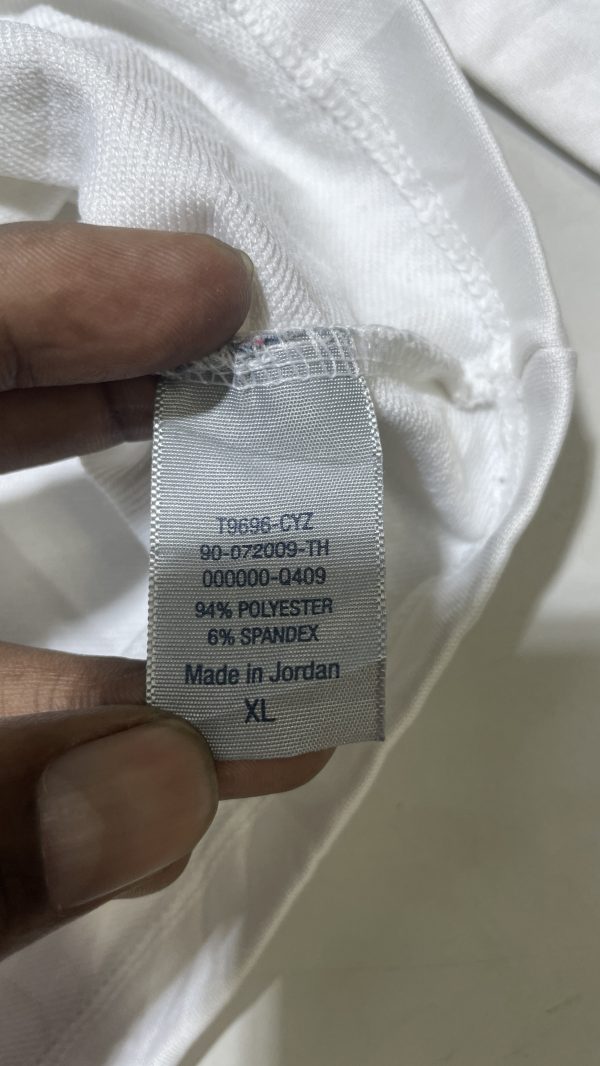 T9696-CYZ
90-072009-TH
000000-Q409
94% POLYESTER
6% SPANDEX
Made in Jordan
XL